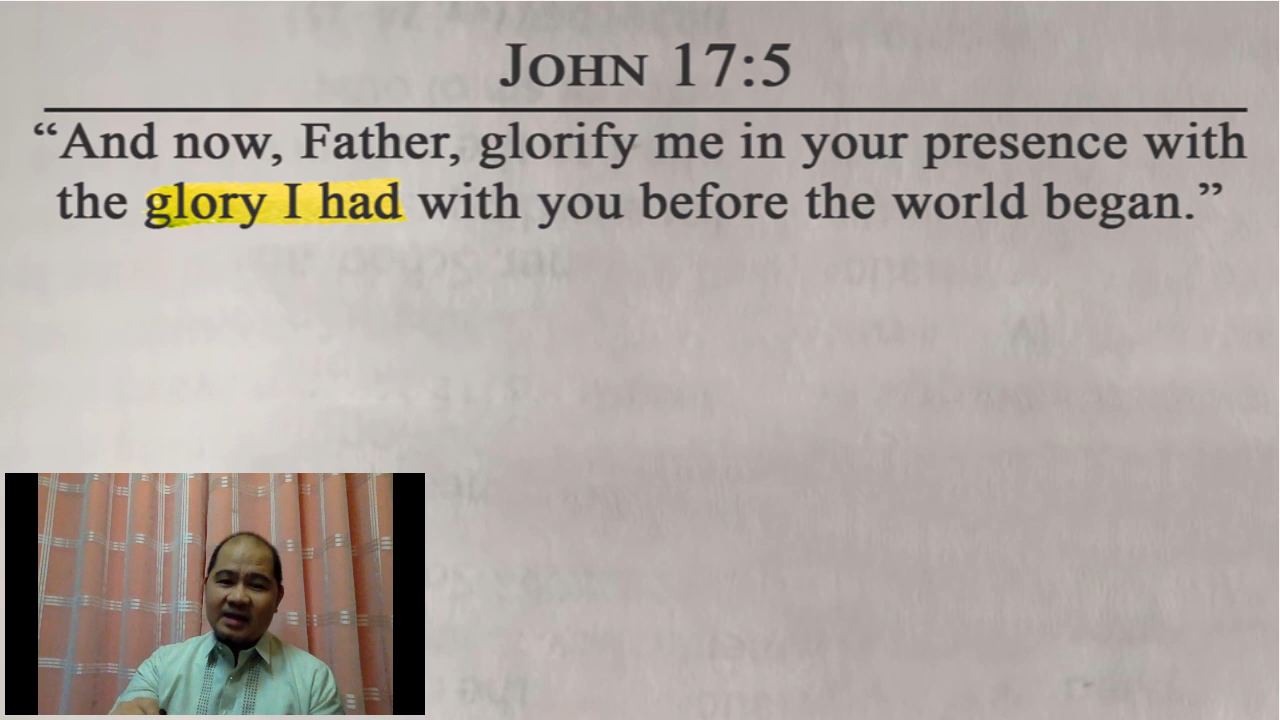 JOHN 17:5
“And now, Father, glorify me in your presence with
the glory I had with you before the world began.”